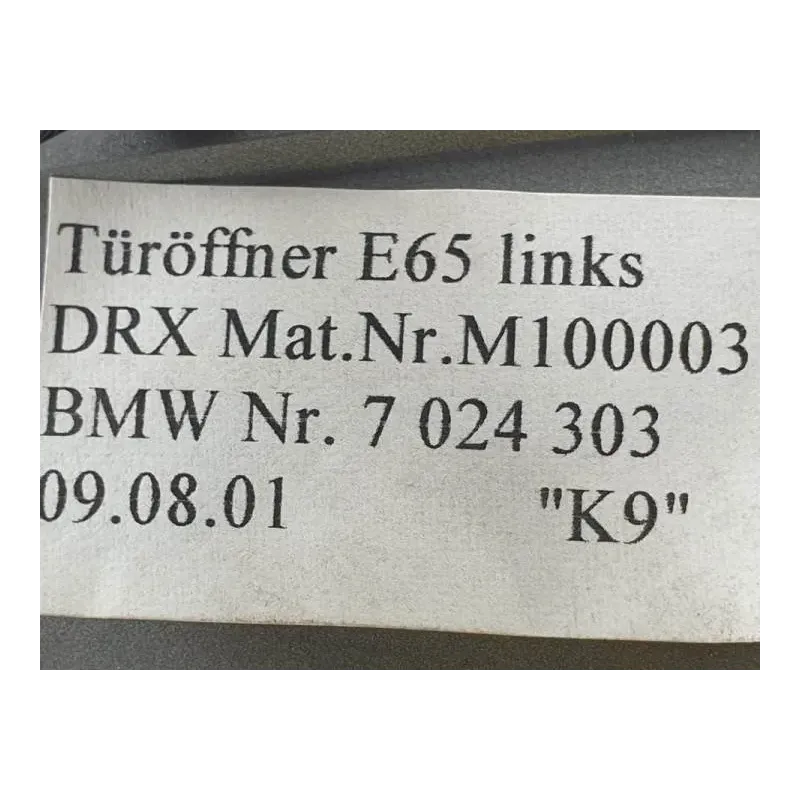 Türöffner E65 links
DRX Mat.Nr.M100003
BMW Nr. 7 024 303
09.08.01 "K9"